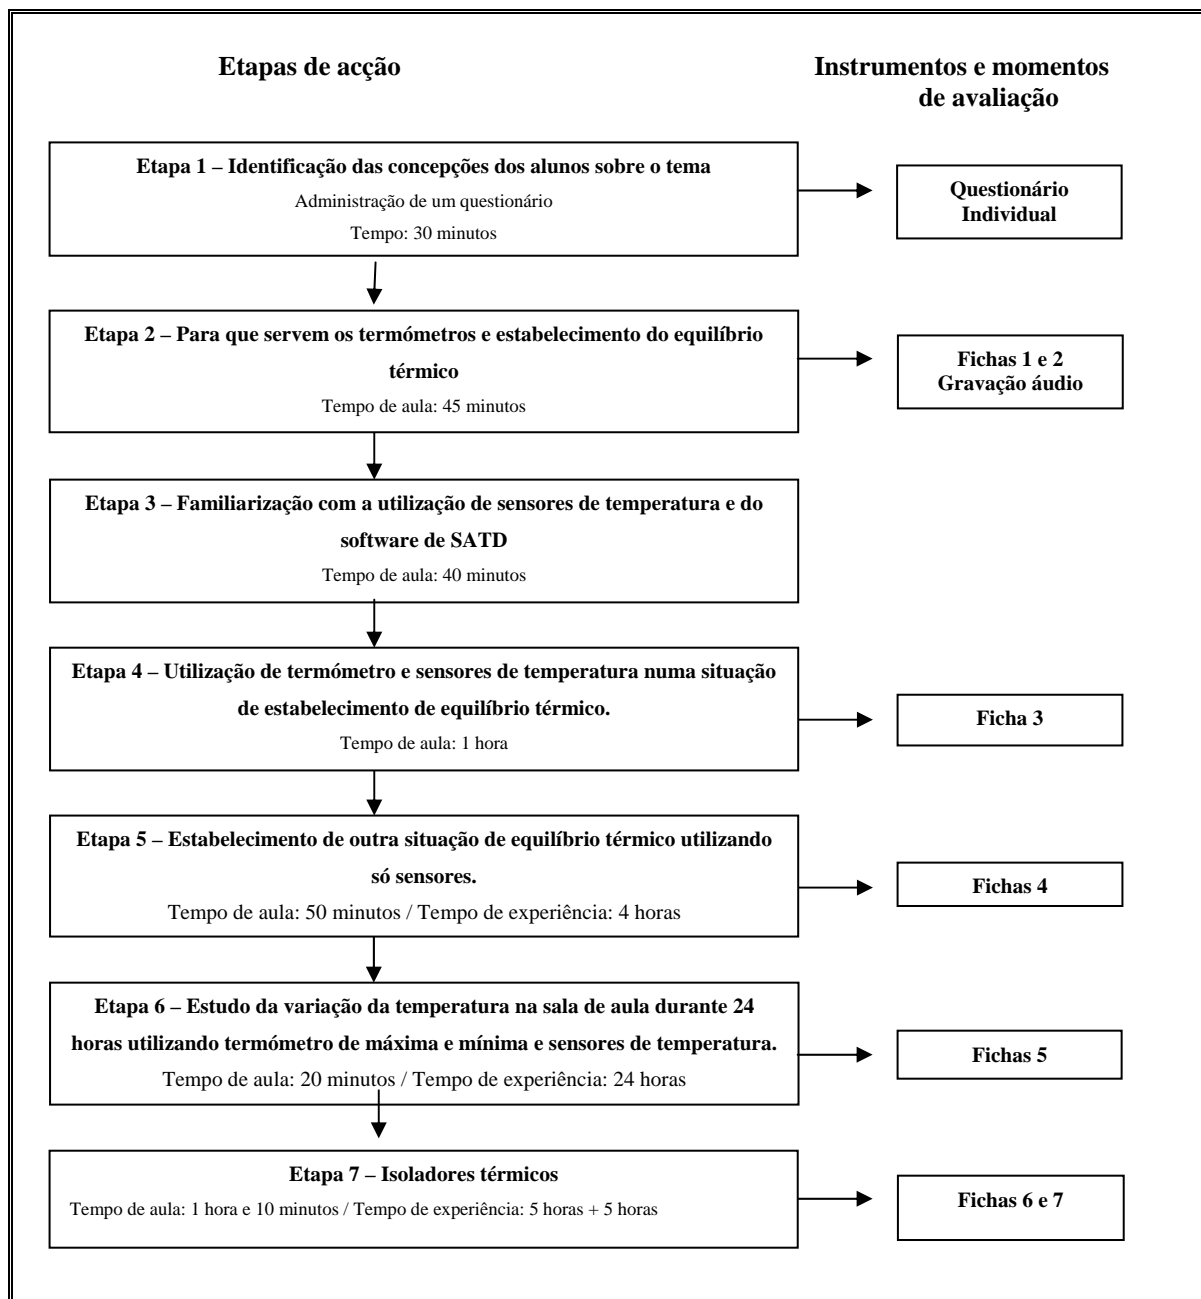 Etapas de acção
Instrumentos e momentos
de avaliação
Etapa 1 – Identificação das concepções dos alunos sobre o tema
Administração de um questionário
Tempo: 30 minutos
Questionário
Individual
Etapa 2 – Para que servem os termómetros e estabelecimento do equilíbrio
térmico
Tempo de aula: 45 minutos
Fichas 1 e 2
Gravação áudio
Etapa 3 – Familiarização com a utilização de sensores de temperatura e do
software de SATD
Tempo de aula: 40 minutos
Etapa 4 – Utilização de termómetro e sensores de temperatura numa situação
de estabelecimento de equilíbrio térmico.
Tempo de aula: 1 hora
Ficha 3
Etapa 5 – Estabelecimento de outra situação de equilíbrio térmico utilizando
só sensores.
Tempo de aula: 50 minutos / Tempo de experiência: 4 horas
Fichas 4
Etapa 6 – Estudo da variação da temperatura na sala de aula durante 24
horas utilizando termómetro de máxima e mínima e sensores de temperatura.
Tempo de aula: 20 minutos / Tempo de experiência: 24 horas
Fichas 5
Etapa 7 – Isoladores térmicos
Tempo de aula: 1 hora e 10 minutos / Tempo de experiência: 5 horas + 5 horas
Fichas 6 e 7